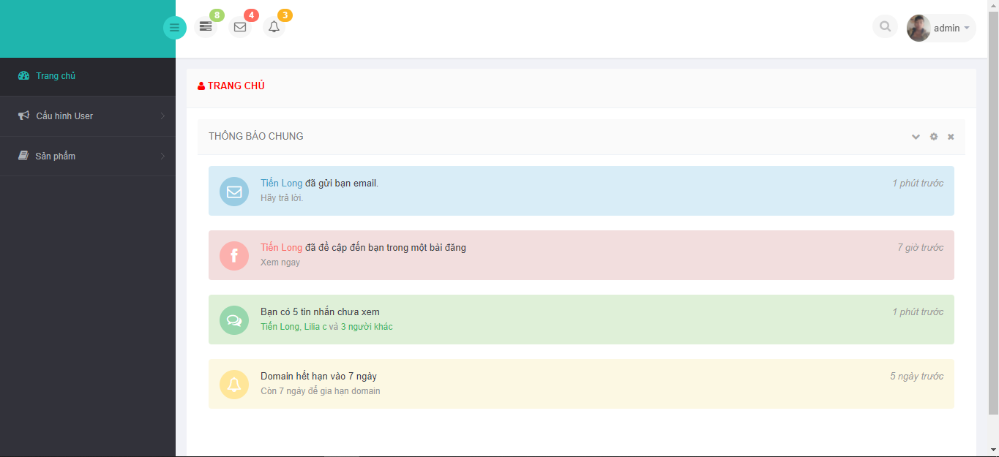 8
4
3
admin
Trang chủ
Cấu hình User
Sản phẩm
TRANG CHỦ
THÔNG BÁO CHUNG
Tiến Long đã gửi bạn email.
1 phút trước
Hãy trả lời.
Tiến Long đã đề cập đến bạn trong một bài đăng
7 giờ trước
Xem ngay
Bạn có 5 tin nhắn chưa xem
1 phút trước
Tiến Long, Lilia c và 3 người khác
Domain hết hạn vào 7 ngày
5 ngày trước
Còn 7 ngày để gia hạn domain